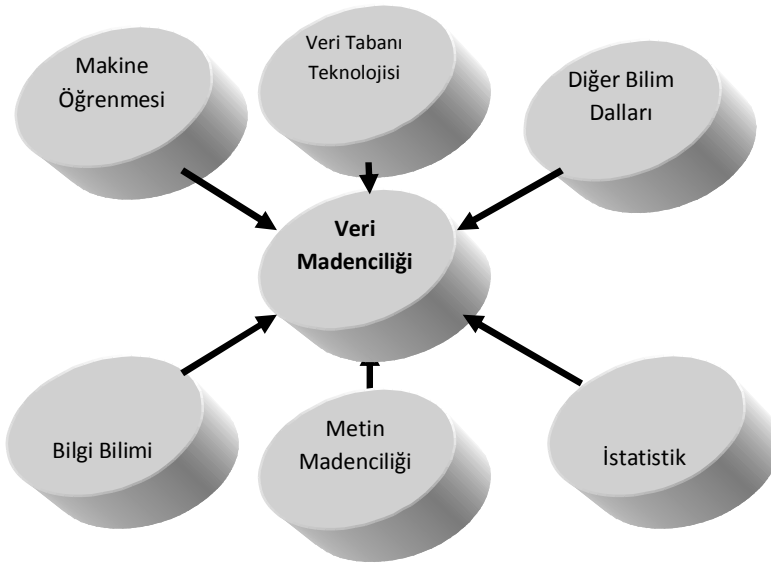 Makine
Öğrenmesi
Veri Tabanı
Teknolojisi
Diğer Bilim
Dalları
Veri
Madenciliği
Bilgi Bilimi
Metin
Madenciliği
İstatistik